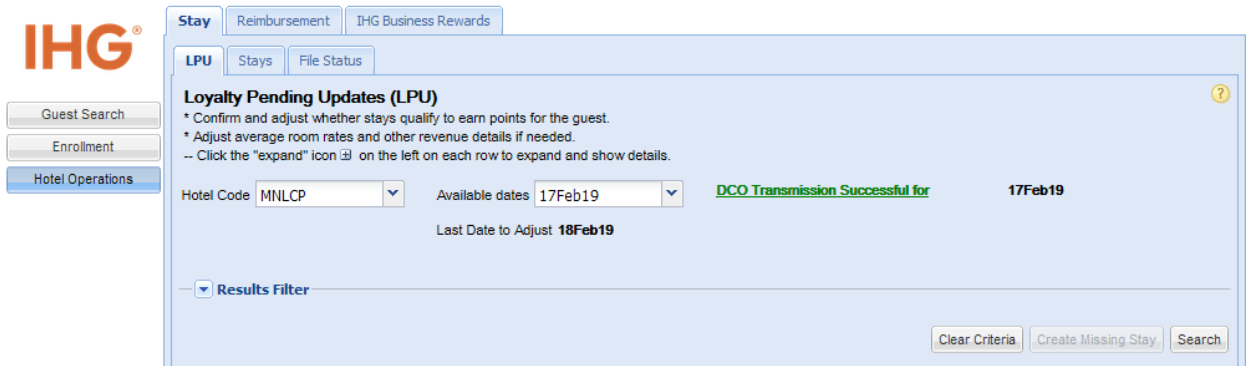 IHG®
Stay Reimbursement IHG Business Rewards
LPU Stays File Status
Guest Search
Enrollment
Hotel Operations
Loyalty Pending Updates (LPU)
* Confirm and adjust whether stays qualify to earn points for the guest.
* Adjust average room rates and other revenue details if needed.
-- Click the "expand" icon on the left on each row to expand and show details.
?
Hotel Code MNLCP Available dates 17Feb19 DCO Transmission Successful for 17Feb19
Last Date to Adjust 18Feb19
Results Filter
Clear Criteria Create Missing Stay Search